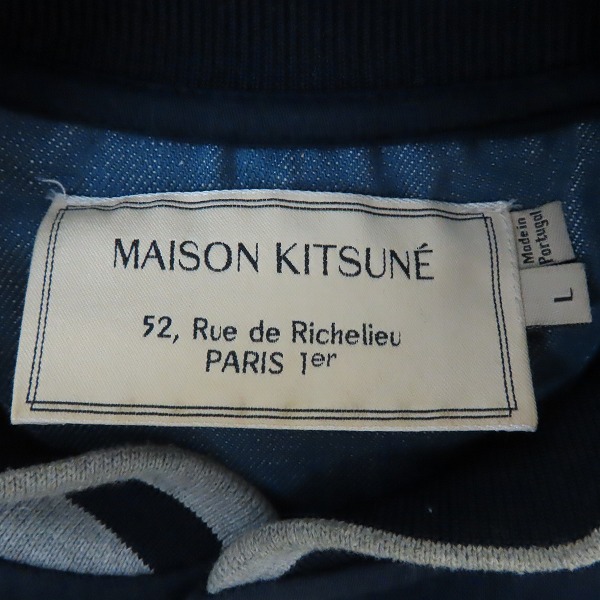 MAISON KITSUNÉ
52, Rue de Richelieu
PARIS 1er
Made in
Portugal
L